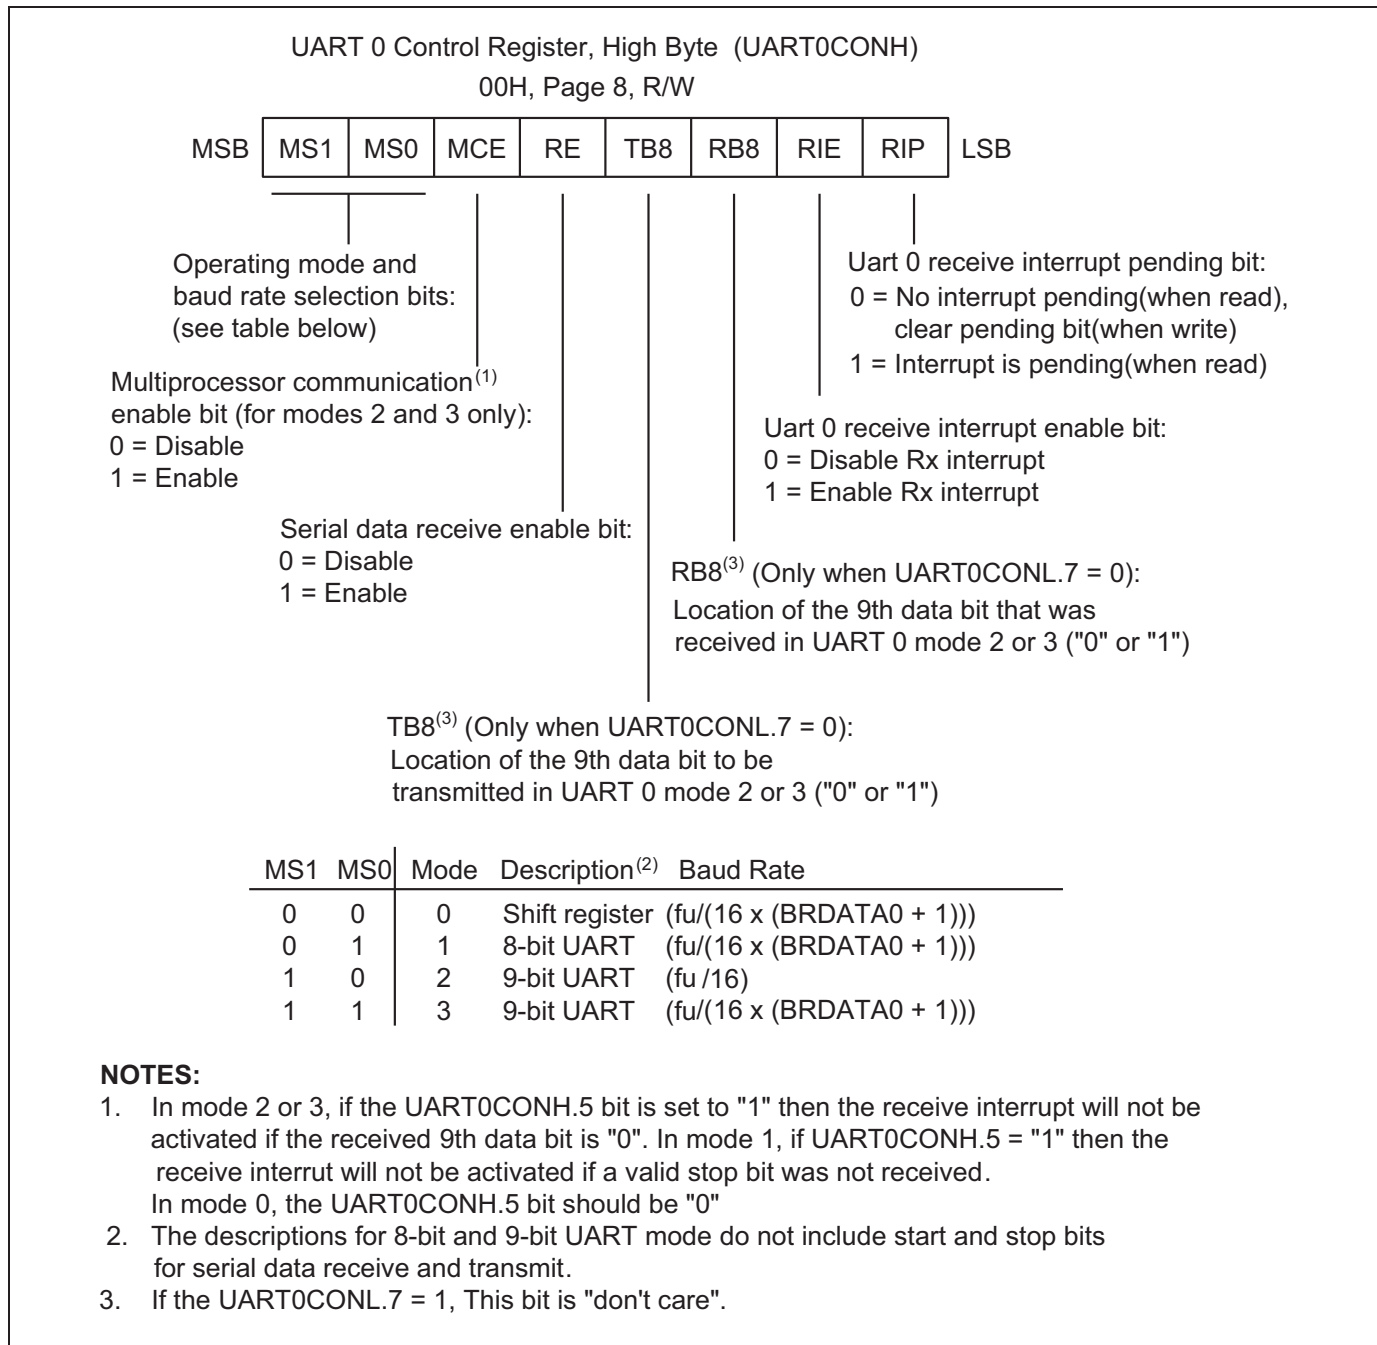 UART 0 Control Register, High Byte (UART0CONH)
00H, Page 8, R/W
MSB MS1 MS0 MCE RE TB8 RB8 RIE RIP LSB
Operating mode and
baud rate selection bits:
(see table below)
Uart 0 receive interrupt pending bit:
0 = No interrupt pending(when read),
clear pending bit(when write)
1 = Interrupt is pending(when read)
Multiprocessor communication(1)
enable bit (for modes 2 and 3 only):
0 = Disable
1 = Enable
Uart 0 receive interrupt enable bit:
0 = Disable Rx interrupt
1 = Enable Rx interrupt
Serial data receive enable bit:
0 = Disable
1 = Enable
RB8(3) (Only when UART0CONL.7 = 0):
Location of the 9th data bit that was
received in UART 0 mode 2 or 3 ("0" or "1")
TB8(3) (Only when UART0CONL.7 = 0):
Location of the 9th data bit to be
transmitted in UART 0 mode 2 or 3 ("0" or "1")
MS1 MS0 Mode Description(2) Baud Rate
0 0 0 Shift register (fu/(16 x (BRDATA0 + 1)))
0 1 1 8-bit UART (fu/(16 x (BRDATA0 + 1)))
1 0 2 9-bit UART (fu /16)
1 1 3 9-bit UART (fu/(16 x (BRDATA0 + 1)))
NOTES:
1. In mode 2 or 3, if the UART0CONH.5 bit is set to "1" then the receive interrupt will not be
activated if the received 9th data bit is "0". In mode 1, if UART0CONH.5 = "1" then the
receive interrut will not be activated if a valid stop bit was not received.
In mode 0, the UART0CONH.5 bit should be "0"
2. The descriptions for 8-bit and 9-bit UART mode do not include start and stop bits
for serial data receive and transmit.
3. If the UART0CONL.7 = 1, This bit is "don't care".